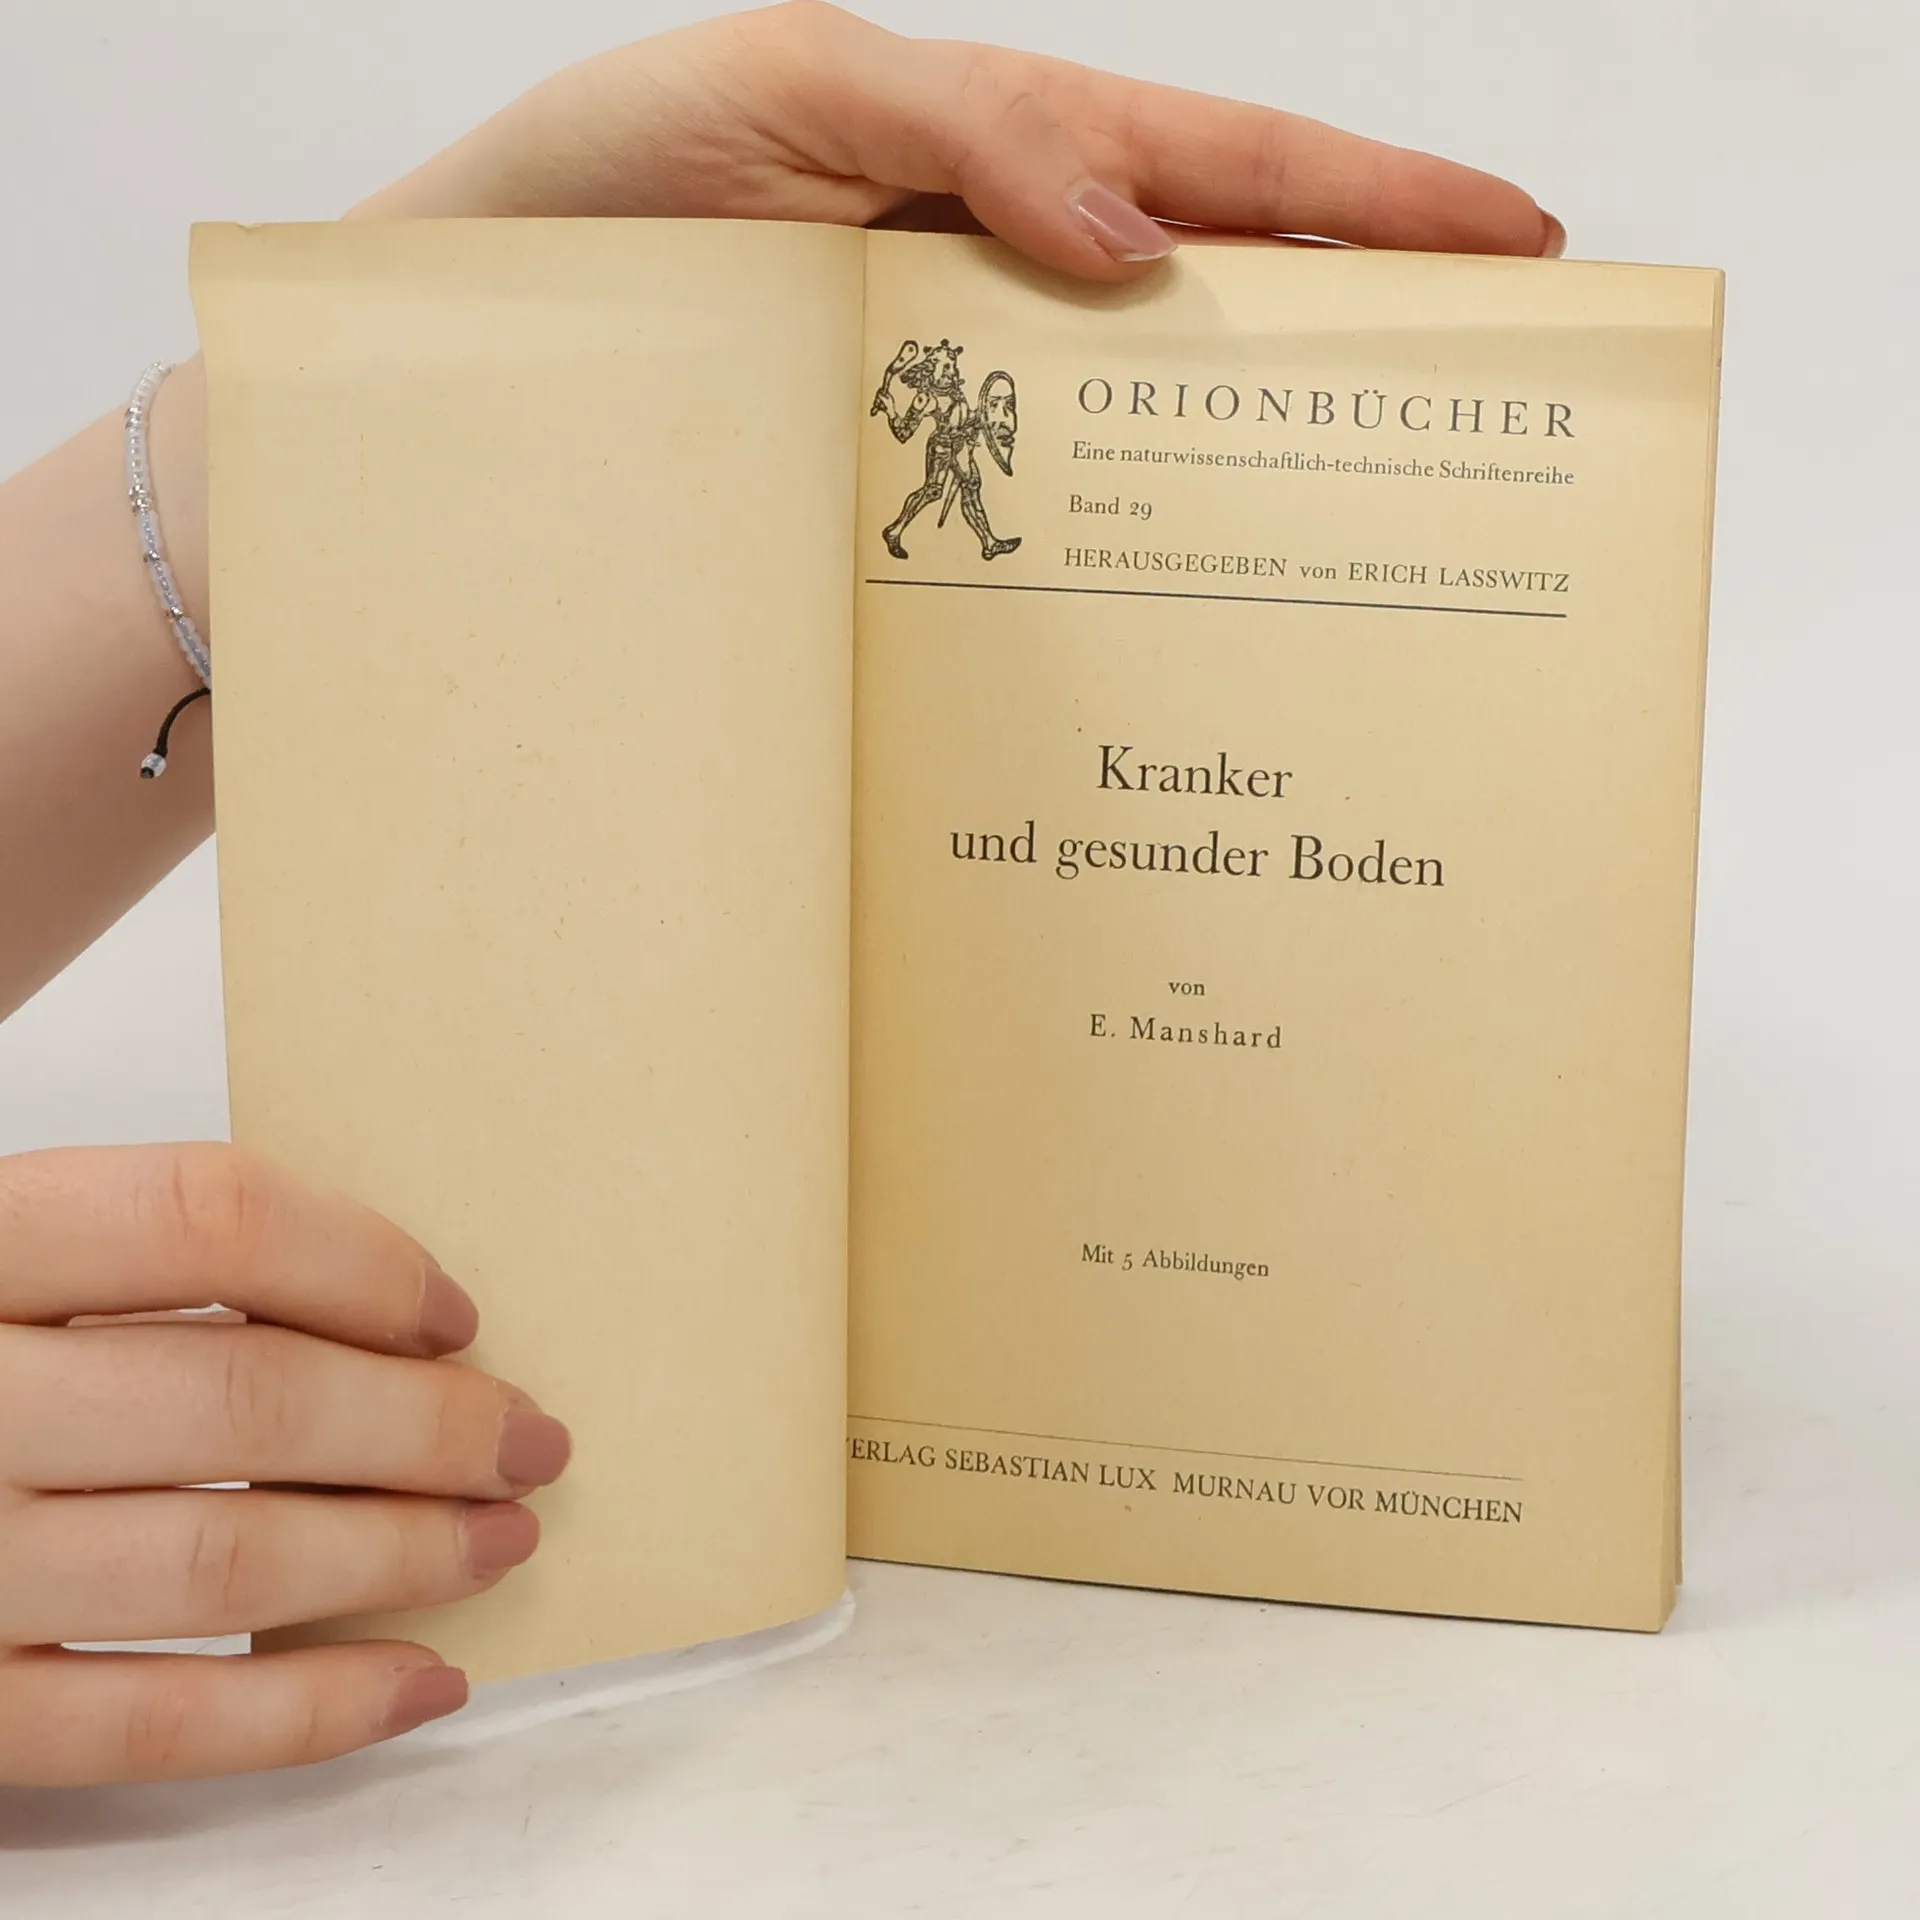 ORIONBÜCHER
Eine naturwissenschaftlich-technische Schriftenreihe
Band 29
HERAUSGEGEBEN von ERICH LASSWITZ
Kranker
und gesunder Boden
von
E. Manshard
Mit 5 Abbildungen
VERLAG SEBASTIAN LUX MURNAU VOR MÜNCHEN